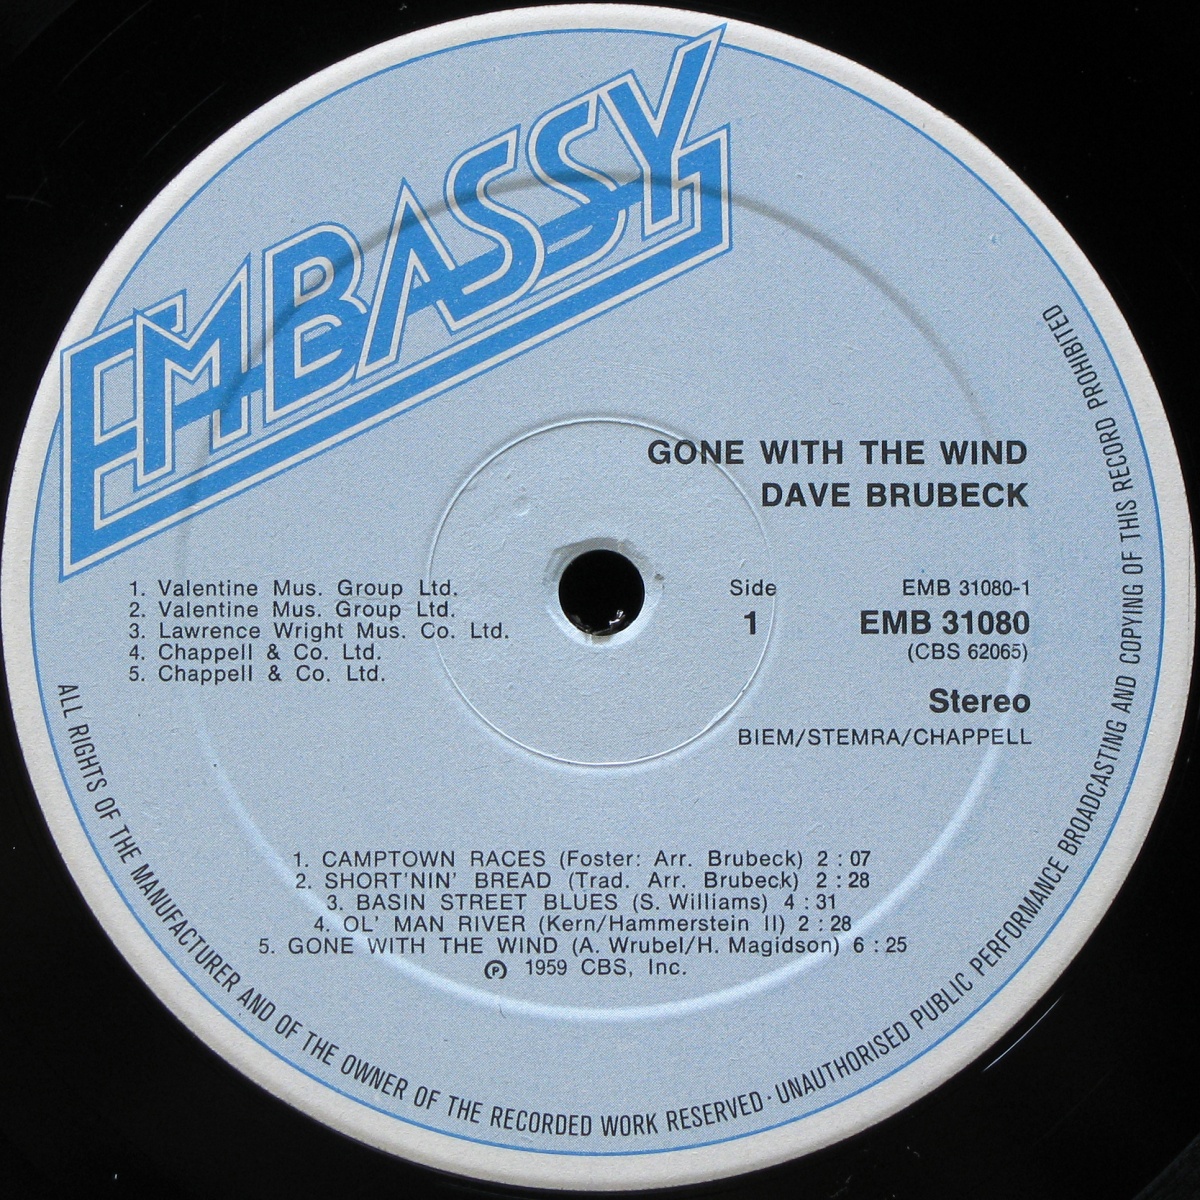 EMBASSY
GONE WITH THE WIND
DAVE BRUBECK
1. Valentine Mus. Group Ltd.
2. Valentine Mus. Group Ltd.
3. Lawrence Wright Mus. Co. Ltd.
4. Chappell & Co. Ltd.
5. Chappell & Co. Ltd.
Side
1
EMB 31080-1
EMB 31080
(CBS 62065)
Stereo
BIEM/STEMRA/CHAPPELL
1. CAMPTOWN RACES (Foster: Arr. Brubeck) 2 : 07
2. SHORT'NIN' BREAD (Trad. Arr. Brubeck) 2 : 28
3. BASIN STREET BLUES (S. Williams) 4 : 31
4. OL' MAN RIVER (Kern/Hammerstein II) 2 : 28
5. GONE WITH THE WIND (A. Wrubel/H. Magidson) 6 : 25
℗ 1959 CBS, Inc.
ALL RIGHTS OF THE MANUFACTURER AND OF THE OWNER OF THE RECORDED WORK RESERVED · UNAUTHORISED PUBLIC PERFORMANCE BROADCASTING AND COPYING OF THIS RECORD PROHIBITED